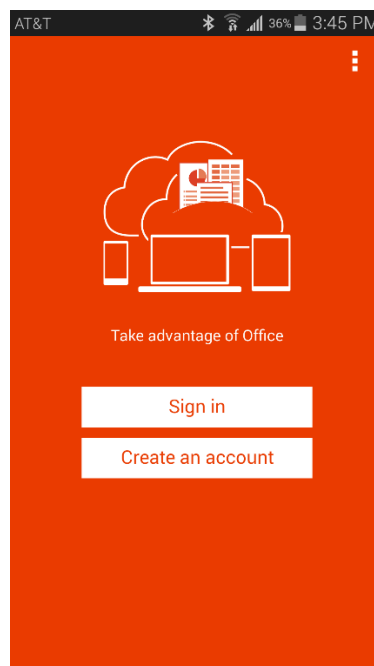 AT&T 36% 3:45 PM
Take advantage of Office
Sign in
Create an account